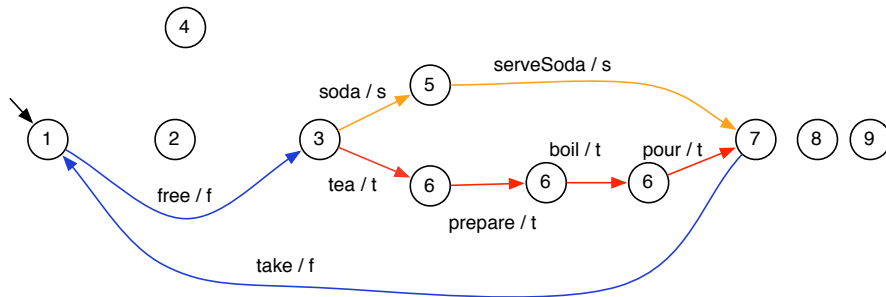 4
soda / s
5
serveSoda / s
1
2
3
7
8
9
free / f
tea / t
6
prepare / t
boil / t
6
pour / t
6
take / f